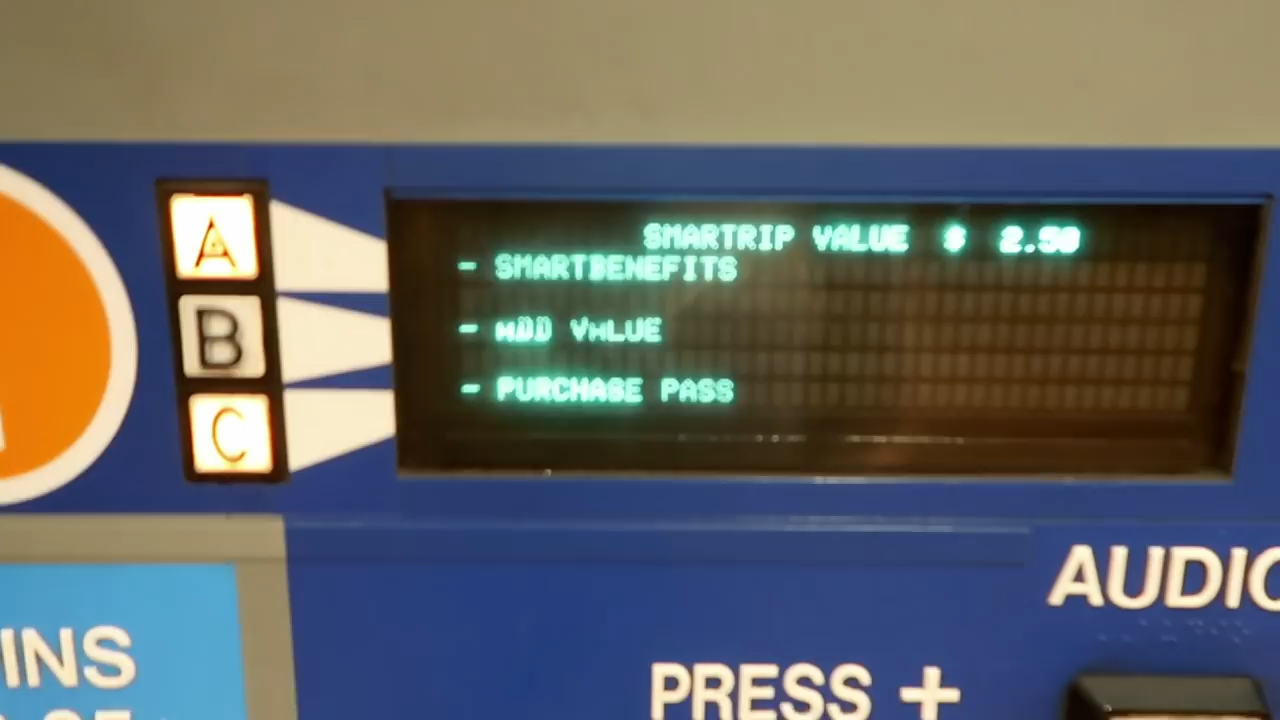 SMARTRIP VALUE $ 2.50
A - SMARTBENEFITS
B - ADD VALUE
C - PURCHASE PASS
AUDIO
INS
PRESS +